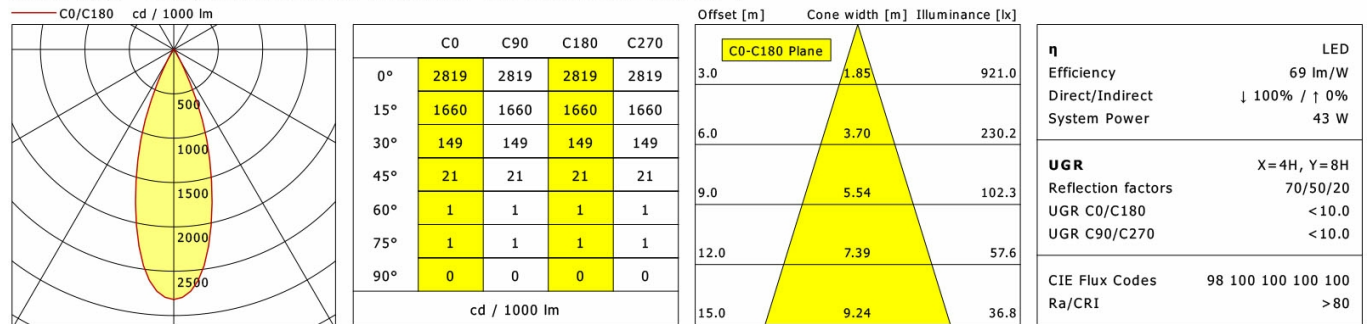 C0/C180 cd / 1000 lm
500
1000
1500
2000
2500
C0 C90 C180 C270
0° 2819 2819 2819 2819
15° 1660 1660 1660 1660
30° 149 149 149 149
45° 21 21 21 21
60° 1 1 1 1
75° 1 1 1 1
90° 0 0 0 0
cd / 1000 lm
Offset [m] Cone width [m] Illuminance [lx]
C0-C180 Plane
3.0 1.85 921.0
6.0 3.70 230.2
9.0 5.54 102.3
12.0 7.39 57.6
15.0 9.24 36.8
η LED
Efficiency 69 lm/W
Direct/Indirect ↓ 100% / ↑ 0%
System Power 43 W
UGR X=4H, Y=8H
Reflection factors 70/50/20
UGR C0/C180 <10.0
UGR C90/C270 <10.0
CIE Flux Codes 98 100 100 100 100
Ra/CRI >80